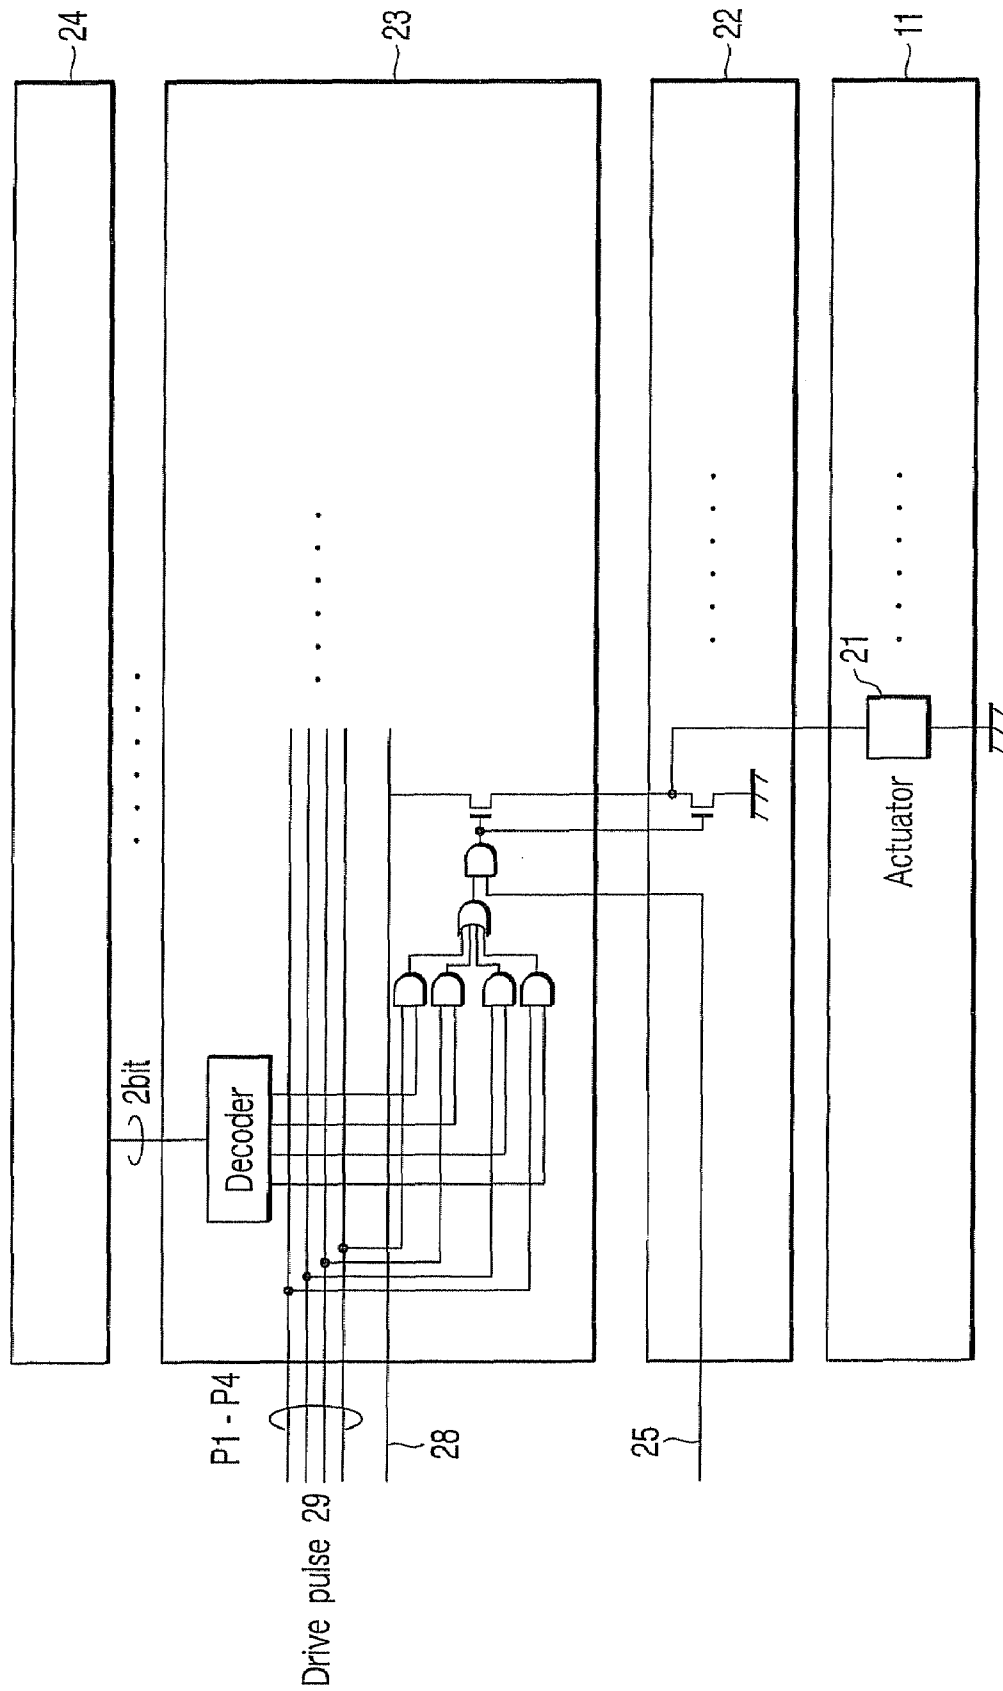 24
23
22
11
2bit
Decoder
21
Actuator
P1 - P4
28
25
Drive pulse 29